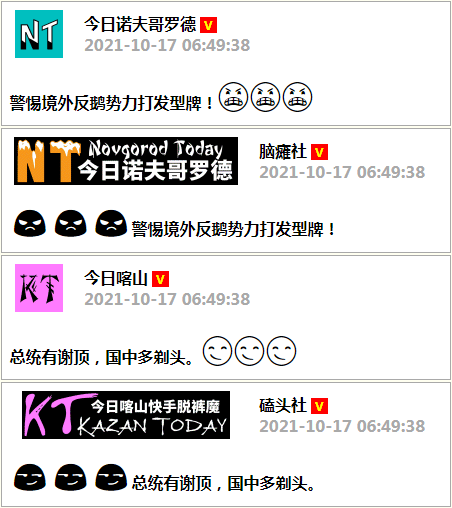 NT
今日诺夫哥罗德 V
2021-10-17 06:49:38
警惕境外反鹅势力打发型牌！
NT Novgorod Today
今日诺夫哥罗德
脑瘫社 V
2021-10-17 06:49:38
警惕境外反鹅势力打发型牌！
KT
今日喀山 V
2021-10-17 06:49:38
总统有谢顶，国中多剃头。
KT 今日喀山快手脱裤魔
KAZAN TODAY
磕头社 V
2021-10-17 06:49:38
总统有谢顶，国中多剃头。